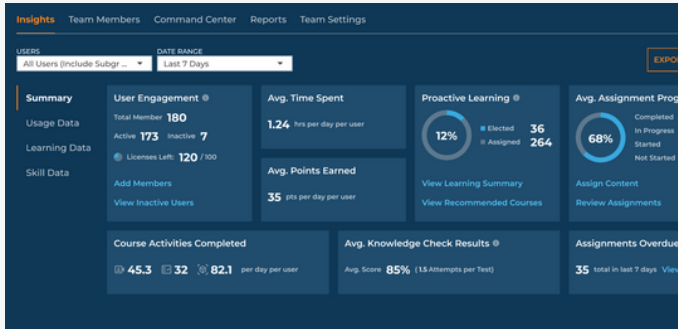 Insights Team Members Command Center Reports Team Settings
USERS
DATE RANGE
All Users (Include Subgr ...
Last 7 Days
EXPO
Summary
Usage Data
Learning Data
Skill Data
User Engagement
Total Member 180
Active 173 Inactive 7
Licenses Left: 120 / 100
Add Members
View Inactive Users
Avg. Time Spent
1.24 hrs per day per user
Avg. Points Earned
35 pts per day per user
Proactive Learning
12%
Elected 36
Assigned 264
View Learning Summary
View Recommended Courses
Avg. Assignment Prog
68%
Completed
In Progress
Started
Not Started
Assign Content
Review Assignments
Course Activities Completed
45.3 32 82.1 per day per user
Avg. Knowledge Check Results
Avg. Score 85% ( 1.5 Attempts per Test)
Assignments Overdue
35 total in last 7 days View